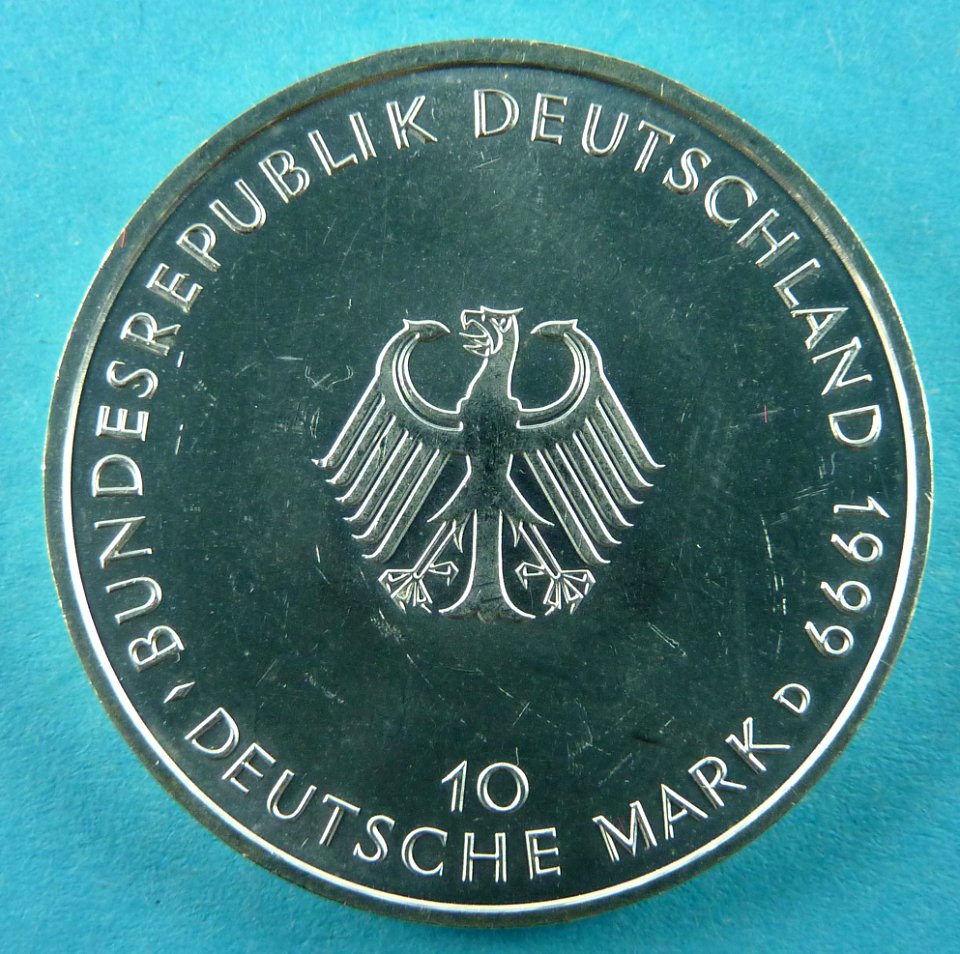 BUNDESREPUBLIK DEUTSCHLAND 1999
D
10
DEUTSCHE MARK